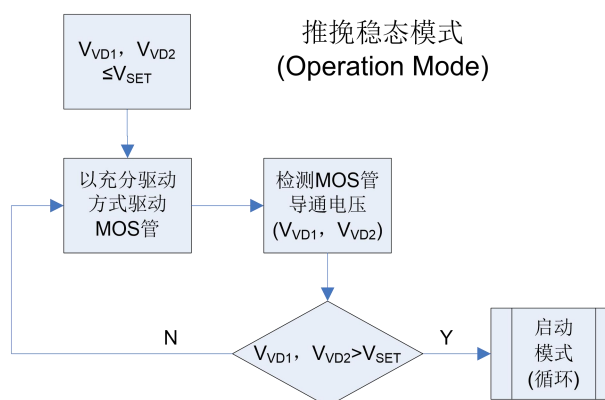 推挽稳态模式
(Operation Mode)
VVD1，VVD2
≤VSET
以充分驱动
方式驱动
MOS管
检测MOS管
导通电压
(VVD1，VVD2)
VVD1，VVD2>VSET
N
Y
启动
模式
(循环)